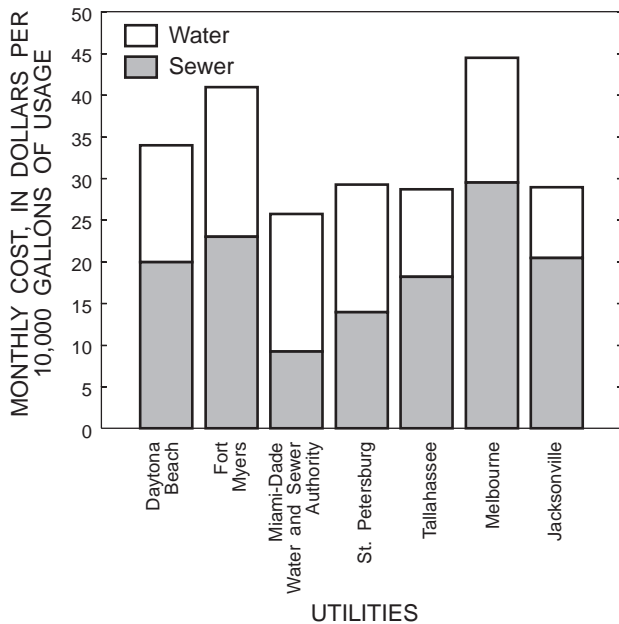 MONTHLY COST, IN DOLLARS PER
10,000 GALLONS OF USAGE
50
45
40
35
30
25
20
15
10
5
0
Water
Sewer
Daytona
Beach
Fort
Myers
Miami-Dade
Water and Sewer
Authority
St. Petersburg
Tallahassee
Melbourne
Jacksonville
UTILITIES